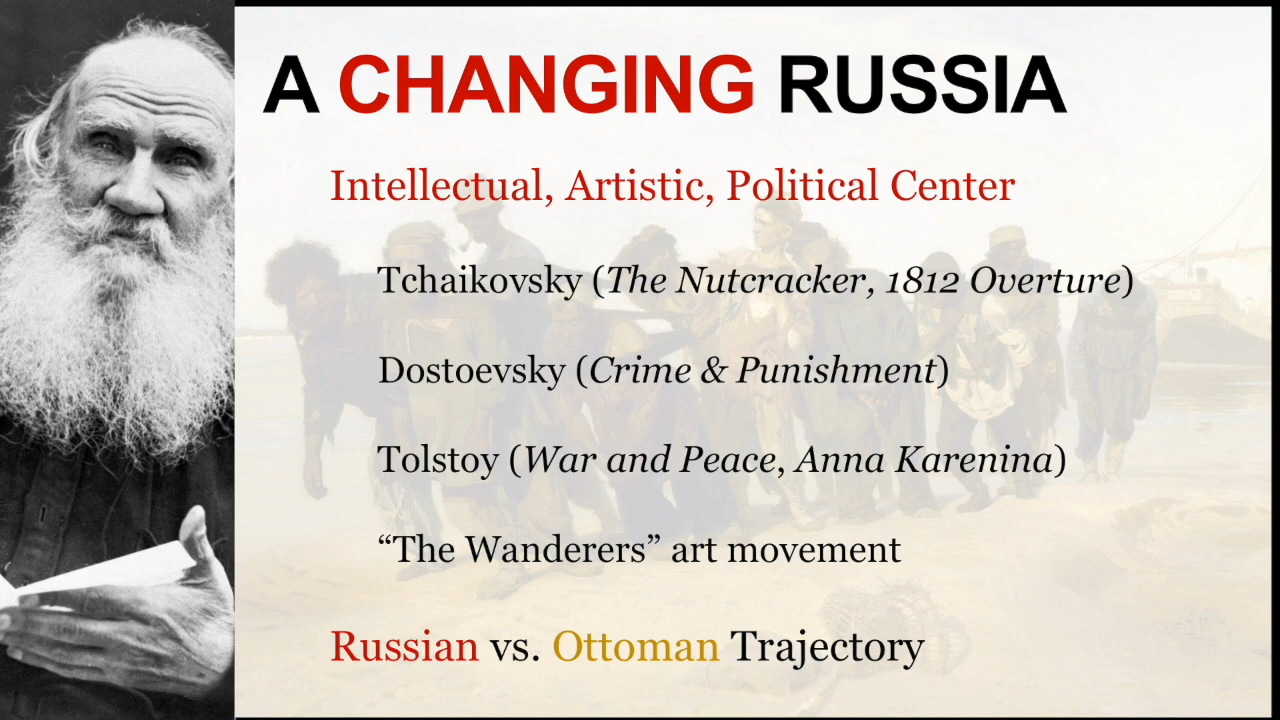 A CHANGING RUSSIA
Intellectual, Artistic, Political Center
Tchaikovsky (The Nutcracker, 1812 Overture)
Dostoevsky (Crime & Punishment)
Tolstoy (War and Peace, Anna Karenina)
“The Wanderers” art movement
Russian vs. Ottoman Trajectory